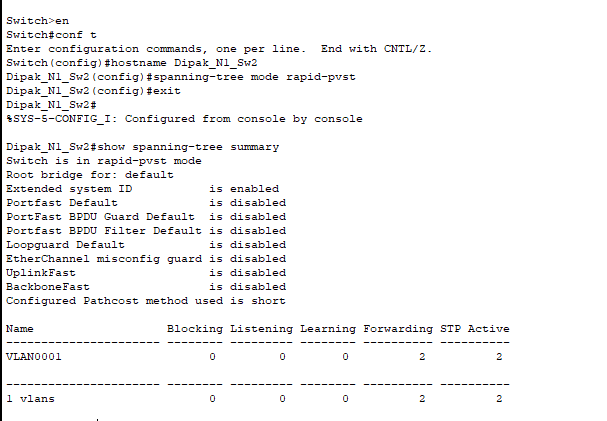 Switch>en
Switch#conf t
Enter configuration commands, one per line.  End with CNTL/Z.
Switch(config)#hostname Dipak_N1_Sw2
Dipak_N1_Sw2(config)#spanning-tree mode rapid-pvst
Dipak_N1_Sw2(config)#exit
Dipak_N1_Sw2#
%SYS-5-CONFIG_I: Configured from console by console
Dipak_N1_Sw2#show spanning-tree summary
Switch is in rapid-pvst mode
Root bridge for: default
Extended system ID           is enabled
Portfast Default             is disabled
PortFast BPDU Guard Default  is disabled
Portfast BPDU Filter Default is disabled
Loopguard Default            is disabled
EtherChannel misconfig guard is disabled
UplinkFast                   is disabled
BackboneFast                 is disabled
Configured Pathcost method used is short
Name                   Blocking Listening Learning Forwarding STP Active
---------------------- -------- --------- -------- ---------- ----------
VLAN0001                     0         0        0          2          2
---------------------- -------- --------- -------- ---------- ----------
1 vlans                      0         0        0          2          2